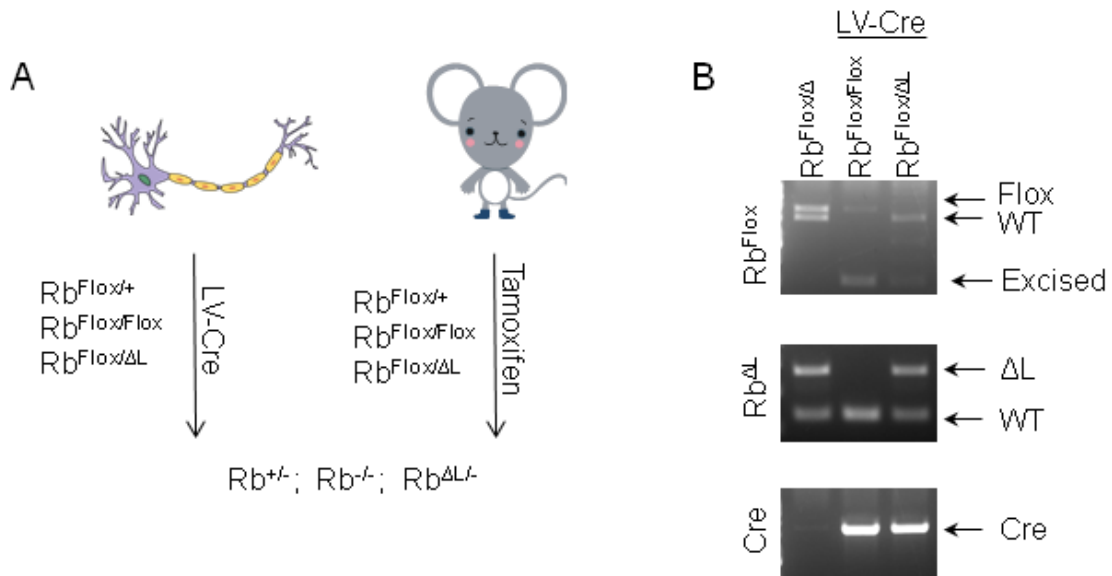 A
Rb^Flox/+
Rb^Flox/Flox
Rb^Flox/ΔL
LV-Cre
Rb^Flox/+
Rb^Flox/Flox
Rb^Flox/ΔL
Tamoxifen
Rb^+/-; Rb^-/-; Rb^ΔL/-
B
LV-Cre
Rb^Flox/Δ
Rb^Flox/Flox
Rb^Flox/ΔL
Rb^Flox
Flox
WT
Excised
Rb^ΔL
ΔL
WT
Cre
Cre